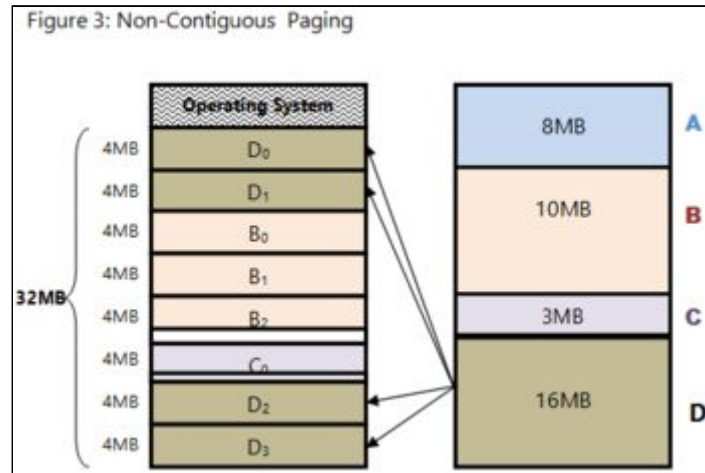 Figure 3: Non-Contiguous Paging
Operating System
4MB D₀
4MB D₁
4MB B₀
4MB B₁
32MB
4MB B₂
4MB C₀
4MB D₂
4MB D₃
8MB A
10MB B
3MB C
16MB D